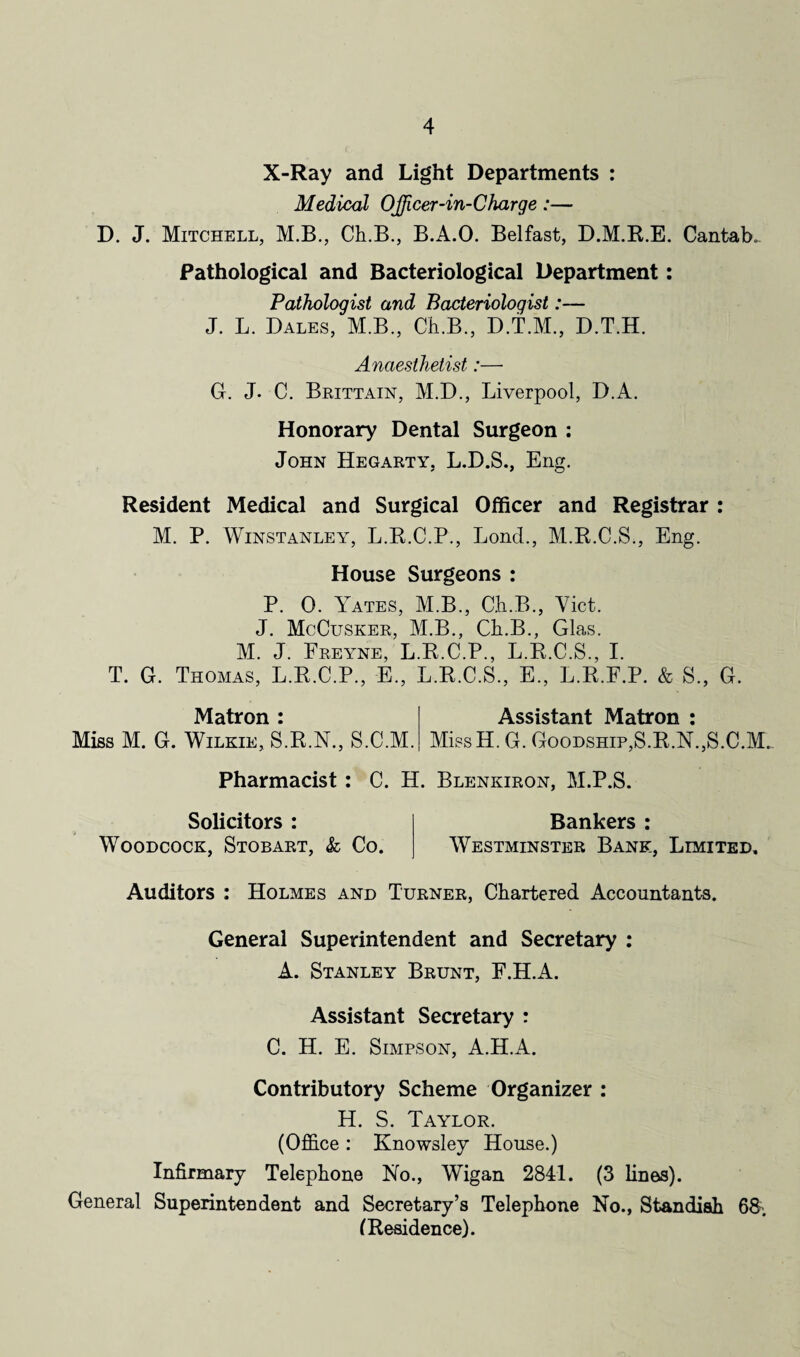 4
X-Ray and Light Departments :
Medical Officer-in-Charge :—
D. J. Mitchell, M.B., Ch.B., B.A.O. Belfast, D.M.R.E. Cantab.
Pathological and Bacteriological Department :
Pathologist and Bacteriologist :—
J. L. Dales, M.B., Ch.B., D.T.M., D.T.H.
Anaesthetist :—
G. J. C. Brittain, M.D., Liverpool, D.A.
Honorary Dental Surgeon :
John Hegarty, L.D.S., Eng.
Resident Medical and Surgical Officer and Registrar :
M. P. Winstanley, L.R.C.P., Lond., M.R.C.S., Eng.
House Surgeons :
P. O. Yates, M.B., Ch.B., Vict.
J. McCusker, M.B., Ch.B., Glas.
M. J. Freyne, L.R.C.P., L.R.C.S., I.
T. G. Thomas, L.R.C.P., E., L.R.C.S., E., L.R.F.P. & S., G.
Matron :
Miss M. G. Wilkie, S.R.N., S.C.M.
Assistant Matron :
Miss H. G. Goodship, S.R.N., S.C.M.
Pharmacist : C. H. Blenkiron, M.P.S.
Solicitors :
Woodcock, Stobart, & Co.
Bankers :
Westminster Bank, Limited.
Auditors : Holmes and Turner, Chartered Accountants.
General Superintendent and Secretary :
A. Stanley Brunt, F.H.A.
Assistant Secretary :
C. H. E. Simpson, A.H.A.
Contributory Scheme Organizer :
H. S. Taylor.
(Office : Knowsley House.)
Infirmary Telephone No., Wigan 2841. (3 lines).
General Superintendent and Secretary's Telephone No., Standish 68.
(Residence).